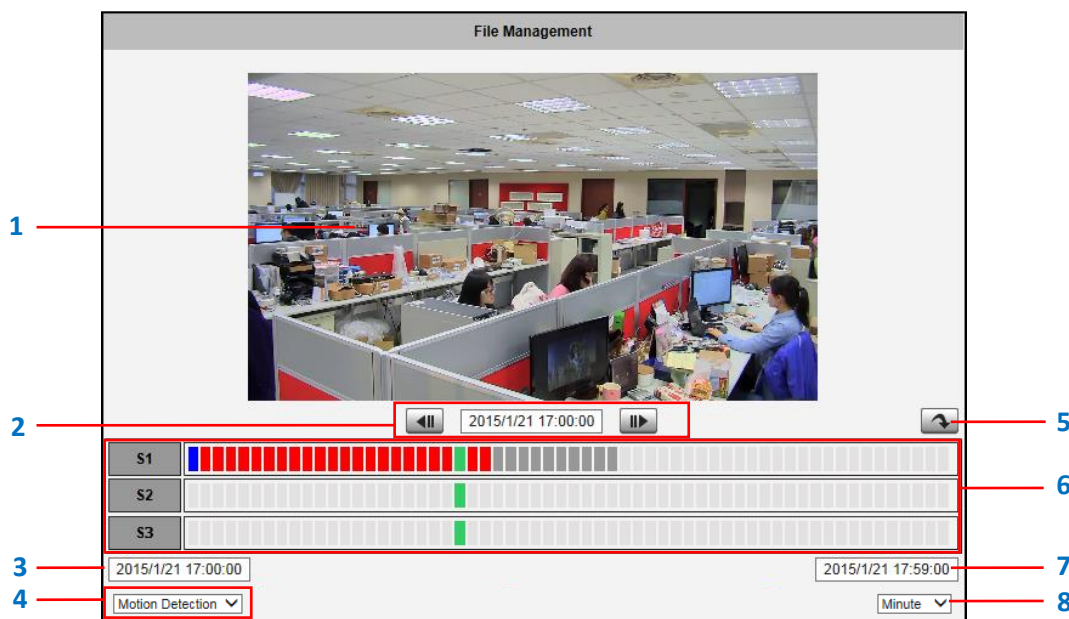 File Management
1
2
2015/1/21 17:00:00
5
S1
S2
6
S3
3
2015/1/21 17:00:00
2015/1/21 17:59:00
7
4
Motion Detection
Minute
8